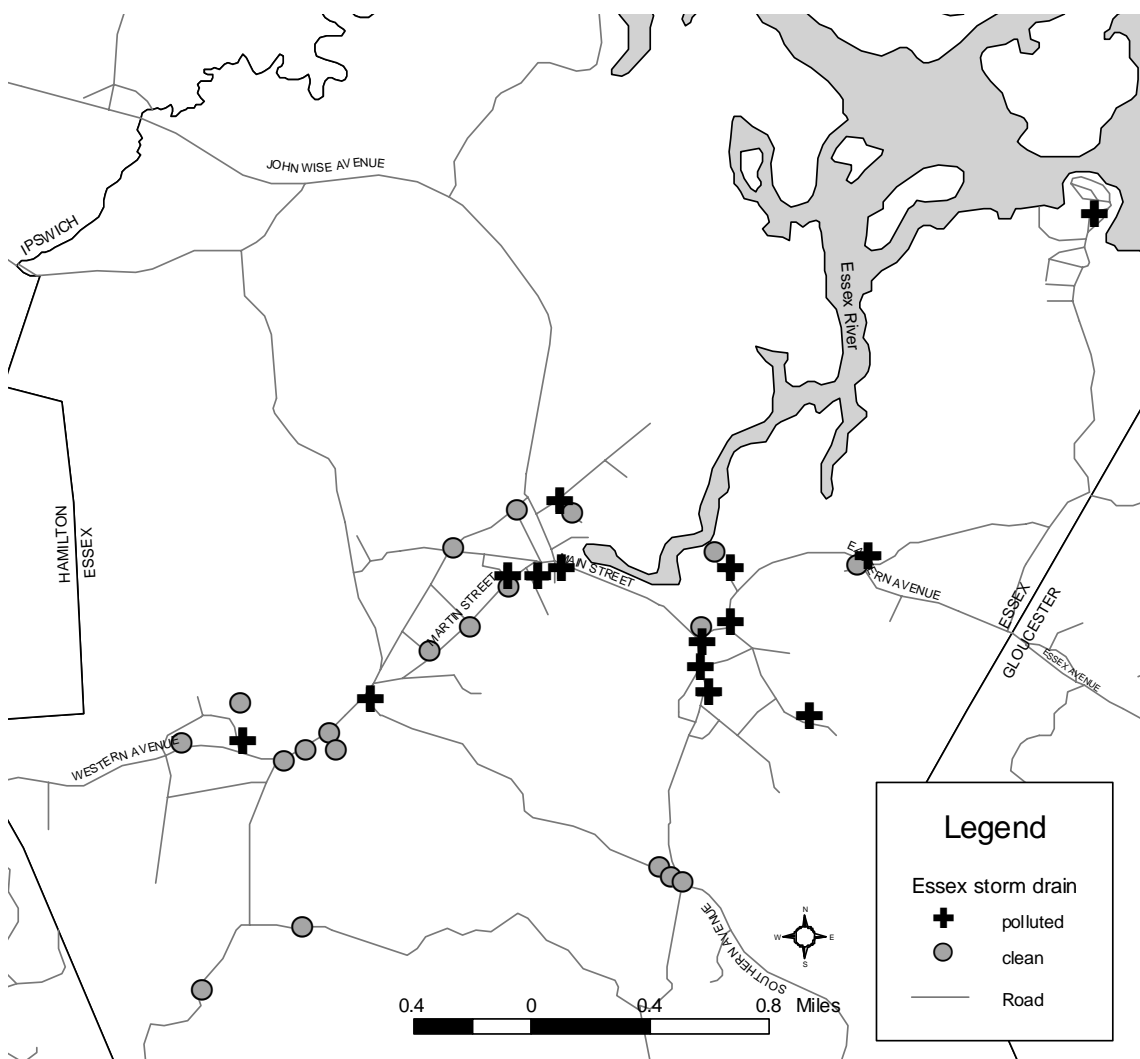 JOHN WISE AVENUE
IPSWICH
Essex River
HAMILTON
ESSEX
MAIN STREET
MARTIN STREET
EASTERN AVENUE
ESSEX
GLOUCESTER
ESSEX AVENUE
WESTERN AVENUE
SOUTHERN AVENUE
N
W E
S
0.4 0 0.4 0.8 Miles
Legend
Essex storm drain
polluted
clean
Road